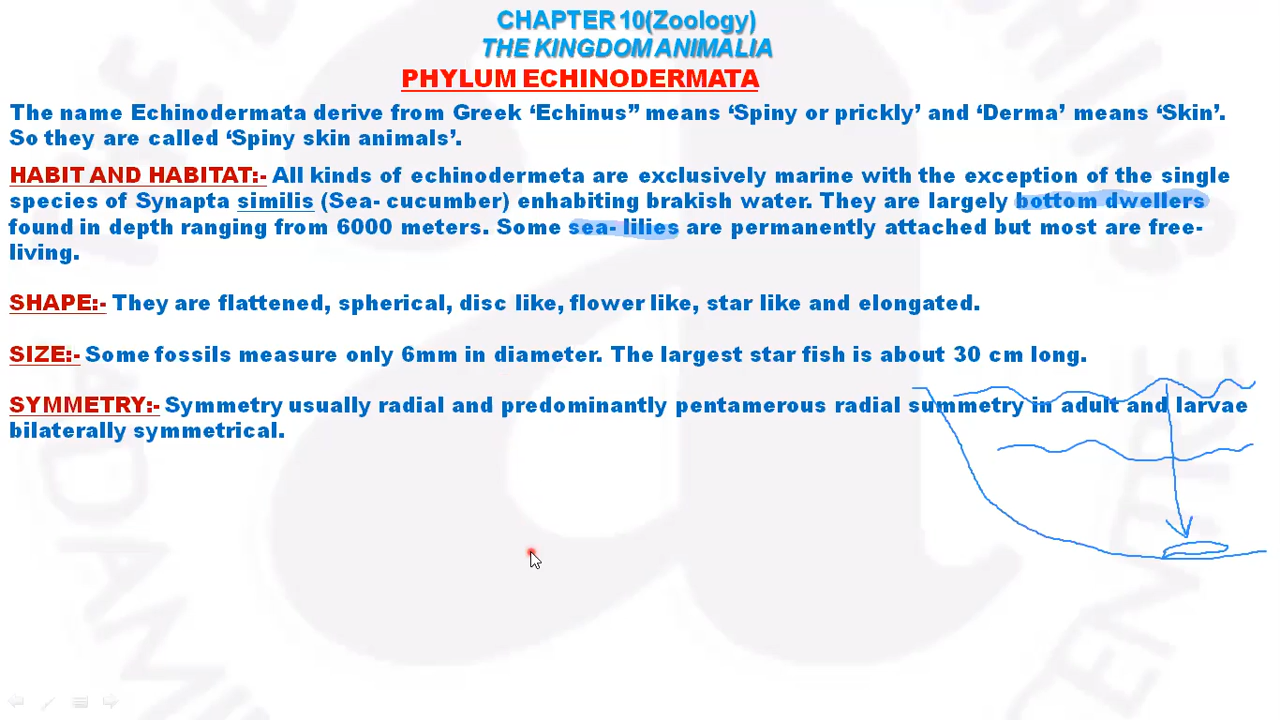 CHAPTER 10(Zoology)
THE KINGDOM ANIMALIA
PHYLUM ECHINODERMATA
The name Echinodermata derive from Greek ‘Echinus” means ‘Spiny or prickly’ and ‘Derma’ means ‘Skin’.
So they are called ‘Spiny skin animals’.
HABIT AND HABITAT:- All kinds of echinodermeta are exclusively marine with the exception of the single
species of Synapta similis (Sea- cucumber) enhabiting brakish water. They are largely bottom dwellers
found in depth ranging from 6000 meters. Some sea- lilies are permanently attached but most are free-
living.
SHAPE:- They are flattened, spherical, disc like, flower like, star like and elongated.
SIZE:- Some fossils measure only 6mm in diameter. The largest star fish is about 30 cm long.
SYMMETRY:- Symmetry usually radial and predominantly pentamerous radial summetry in adult and larvae
bilaterally symmetrical.